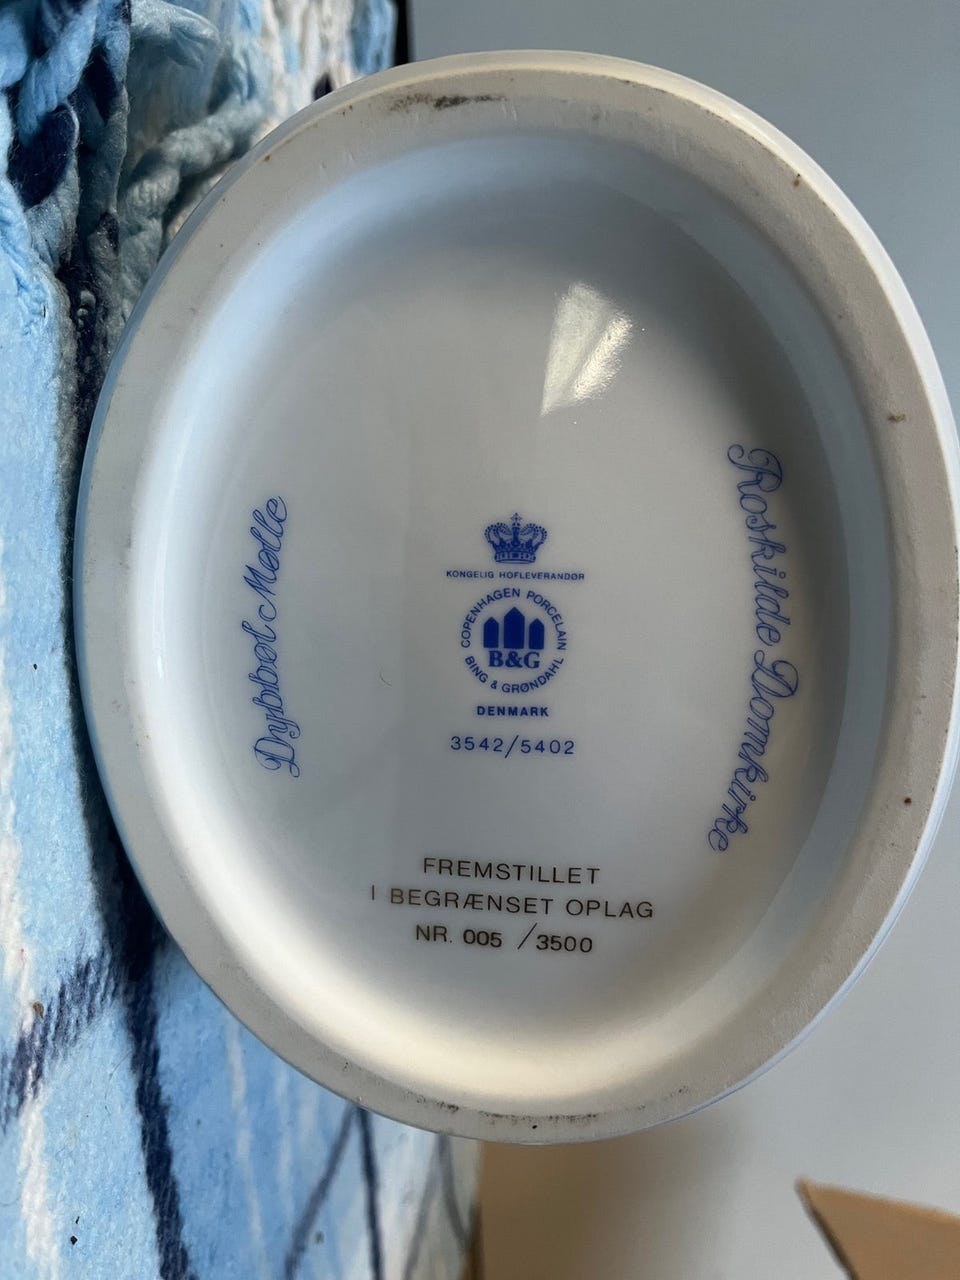 KONGELIG HOFLEVERANDØR
COPENHAGEN PORCELAIN
B&G
BING & GRØNDAHL
DENMARK
3542/5402
Dybbøl Mølle
Roskilde Domkirke
FREMSTILLET
I BEGRÆNSET OPLAG
NR. 005 /3500